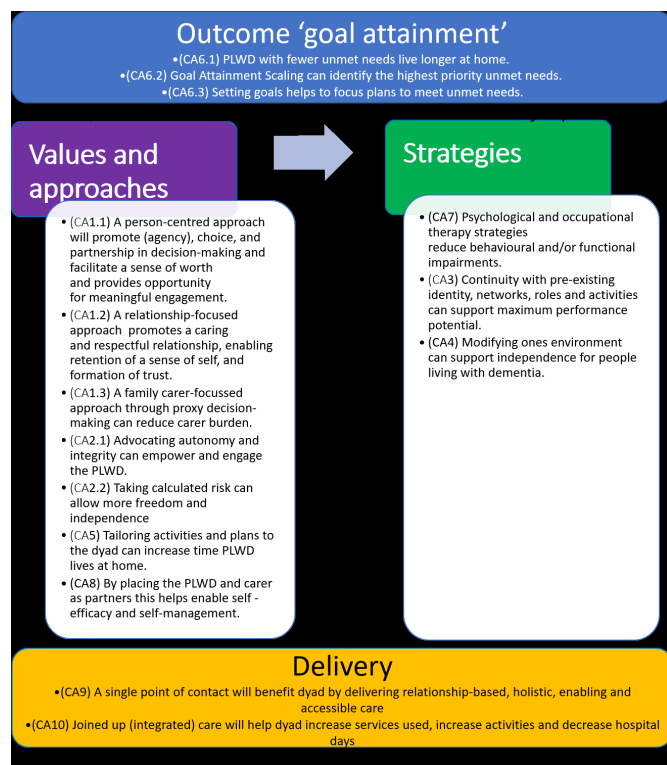 Outcome ‘goal attainment’
•(CA6.1) PLWD with fewer unmet needs live longer at home.
•(CA6.2) Goal Attainment Scaling can identify the highest priority unmet needs.
•(CA6.3) Setting goals helps to focus plans to meet unmet needs.
Values and
approaches
• (CA1.1) A person-centred approach
will promote (agency), choice, and
partnership in decision-making and
facilitate a sense of worth
and provides opportunity
for meaningful engagement.
• (CA1.2) A relationship-focused
approach promotes a caring
and respectful relationship, enabling
retention of a sense of self, and
formation of trust.
• (CA1.3) A family carer-focussed
approach through proxy decision-
making can reduce carer burden.
• (CA2.1) Advocating autonomy and
integrity can empower and engage
the PLWD.
• (CA2.2) Taking calculated risk can
allow more freedom and
independence
• (CA5) Tailoring activities and plans to
the dyad can increase time PLWD
lives at home.
• (CA8) By placing the PLWD and carer
as partners this helps enable self -
efficacy and self-management.
Strategies
• (CA7) Psychological and occupational
therapy strategies
reduce behavioural and/or functional
impairments.
• (CA3) Continuity with pre-existing
identity, networks, roles and activities
can support maximum performance
potential.
• (CA4) Modifying ones environment
can support independence for people
living with dementia.
Delivery
•(CA9) A single point of contact will benefit dyad by delivering relationship-based, holistic, enabling and
accessible care
•(CA10) Joined up (integrated) care will help dyad increase services used, increase activities and decrease hospital
days